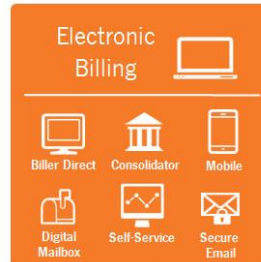 Electronic
Billing
Biller Direct Consolidator Mobile
Digital Self-Service Secure
Mailbox Email